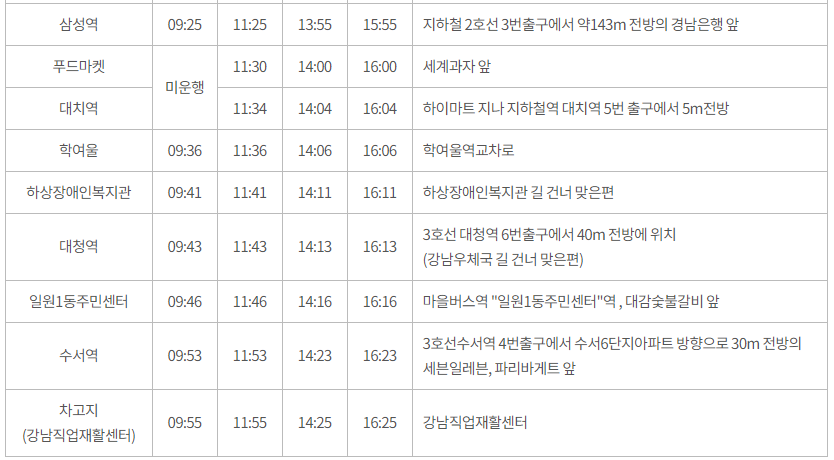 삼성역 09:25 11:25 13:55 15:55 지하철 2호선 3번출구에서 약143m 전방의 경남은행 앞
푸드마켓 미운행 11:30 14:00 16:00 세계과자 앞
대치역 11:34 14:04 16:04 하이마트 지나 지하철역 대치역 5번 출구에서 5m전방
학여울 09:36 11:36 14:06 16:06 학여울역교차로
하상장애인복지관 09:41 11:41 14:11 16:11 하상장애인복지관 길 건너 맞은편
대청역 09:43 11:43 14:13 16:13 3호선 대청역 6번출구에서 40m 전방에 위치
(강남우체국 길 건너 맞은편)
일원1동주민센터 09:46 11:46 14:16 16:16 마을버스역 "일원1동주민센터"역 , 대감숯불갈비 앞
수서역 09:53 11:53 14:23 16:23 3호선수서역 4번출구에서 수서6단지아파트 방향으로 30m 전방의
세븐일레븐, 파리바게트 앞
차고지
(강남직업재활센터) 09:55 11:55 14:25 16:25 강남직업재활센터